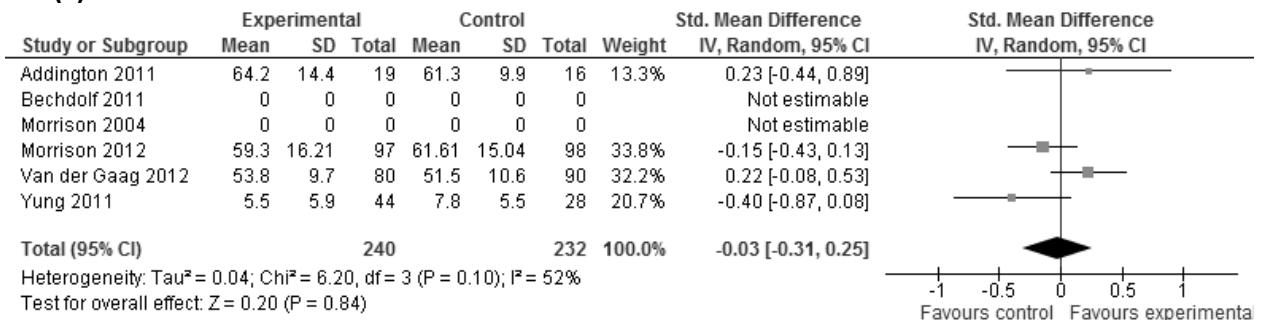 Experimental Control Std. Mean Difference Std. Mean Difference
Study or Subgroup Mean SD Total Mean SD Total Weight IV, Random, 95% CI IV, Random, 95% CI
Addington 2011 64.2 14.4 19 61.3 9.9 16 13.3% 0.23 [-0.44, 0.89]
Bechdolf 2011 0 0 0 0 0 0 Not estimable
Morrison 2004 0 0 0 0 0 0 Not estimable
Morrison 2012 59.3 16.21 97 61.61 15.04 98 33.8% -0.15 [-0.43, 0.13]
Van der Gaag 2012 53.8 9.7 80 51.5 10.6 90 32.2% 0.22 [-0.08, 0.53]
Yung 2011 5.5 5.9 44 7.8 5.5 28 20.7% -0.40 [-0.87, 0.08]
Total (95% CI) 240 232 100.0% -0.03 [-0.31, 0.25]
Heterogeneity: Tau² = 0.04; Chi² = 6.20, df = 3 (P = 0.10); I² = 52%
Test for overall effect: Z = 0.20 (P = 0.84)
-1 -0.5 0 0.5 1
Favours control Favours experimental